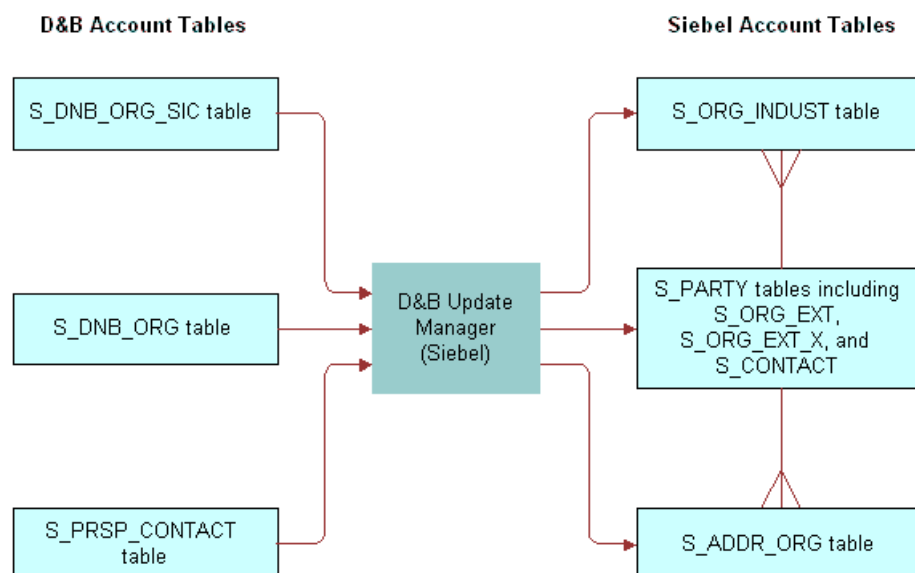 D&B Account Tables
Siebel Account Tables
S_DNB_ORG_SIC table
S_ORG_INDUST table
S_DNB_ORG table
D&B Update
Manager
(Siebel)
S_PARTY tables including
S_ORG_EXT,
S_ORG_EXT_X, and
S_CONTACT
S_PRSP_CONTACT
table
S_ADDR_ORG table